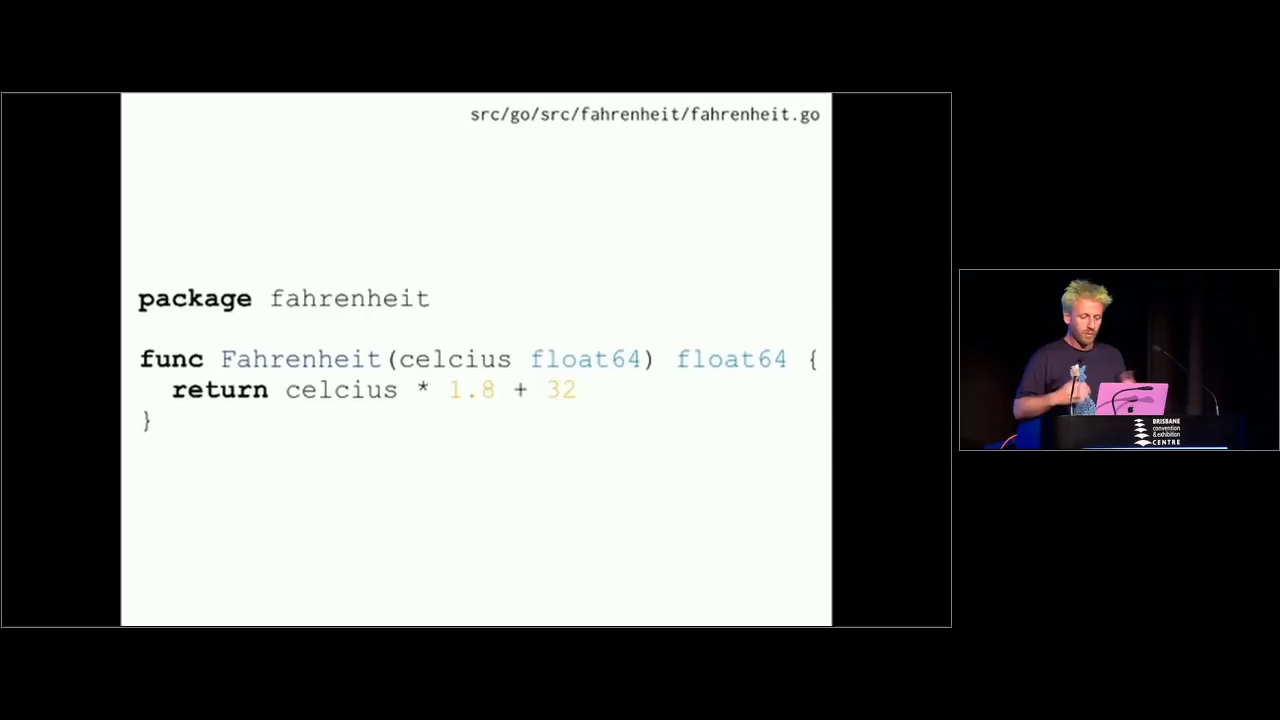 src/go/src/fahrenheit/fahrenheit.go
package fahrenheit
func Fahrenheit(celcius float64) float64 {
return celcius * 1.8 + 32
}
BRISBANE
convention
& exhibition
CENTRE